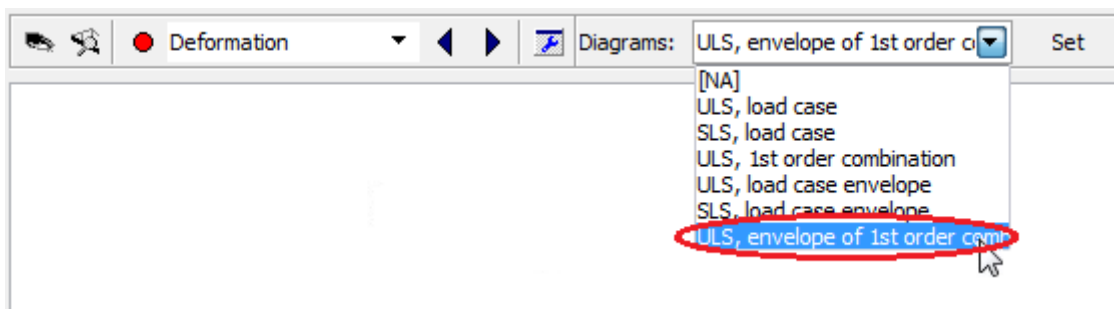 Deformation Diagrams: ULS, envelope of 1st order c Set
[NA]
ULS, load case
SLS, load case
ULS, 1st order combination
ULS, load case envelope
SLS, load case envelope
ULS, envelope of 1st order comb